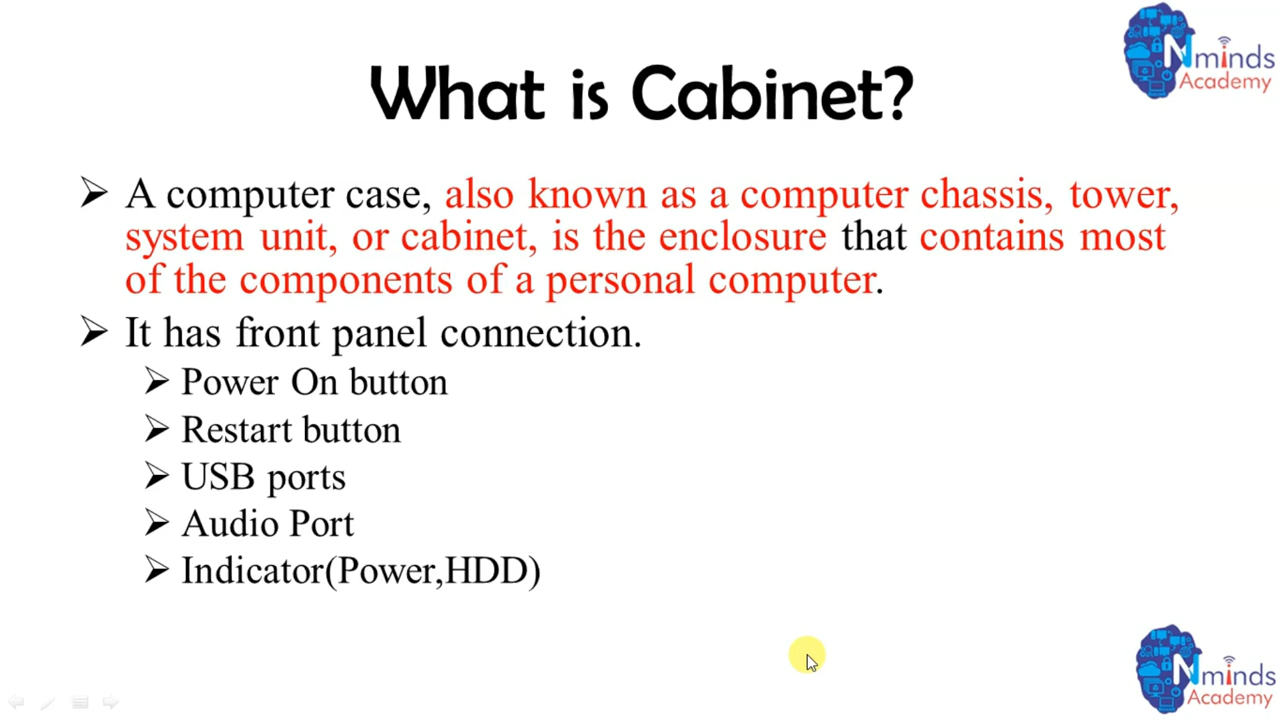 Nminds
Academy
What is Cabinet?
A computer case, also known as a computer chassis, tower,
system unit, or cabinet, is the enclosure that contains most
of the components of a personal computer.
It has front panel connection.
Power On button
Restart button
USB ports
Audio Port
Indicator(Power,HDD)
Nminds
Academy